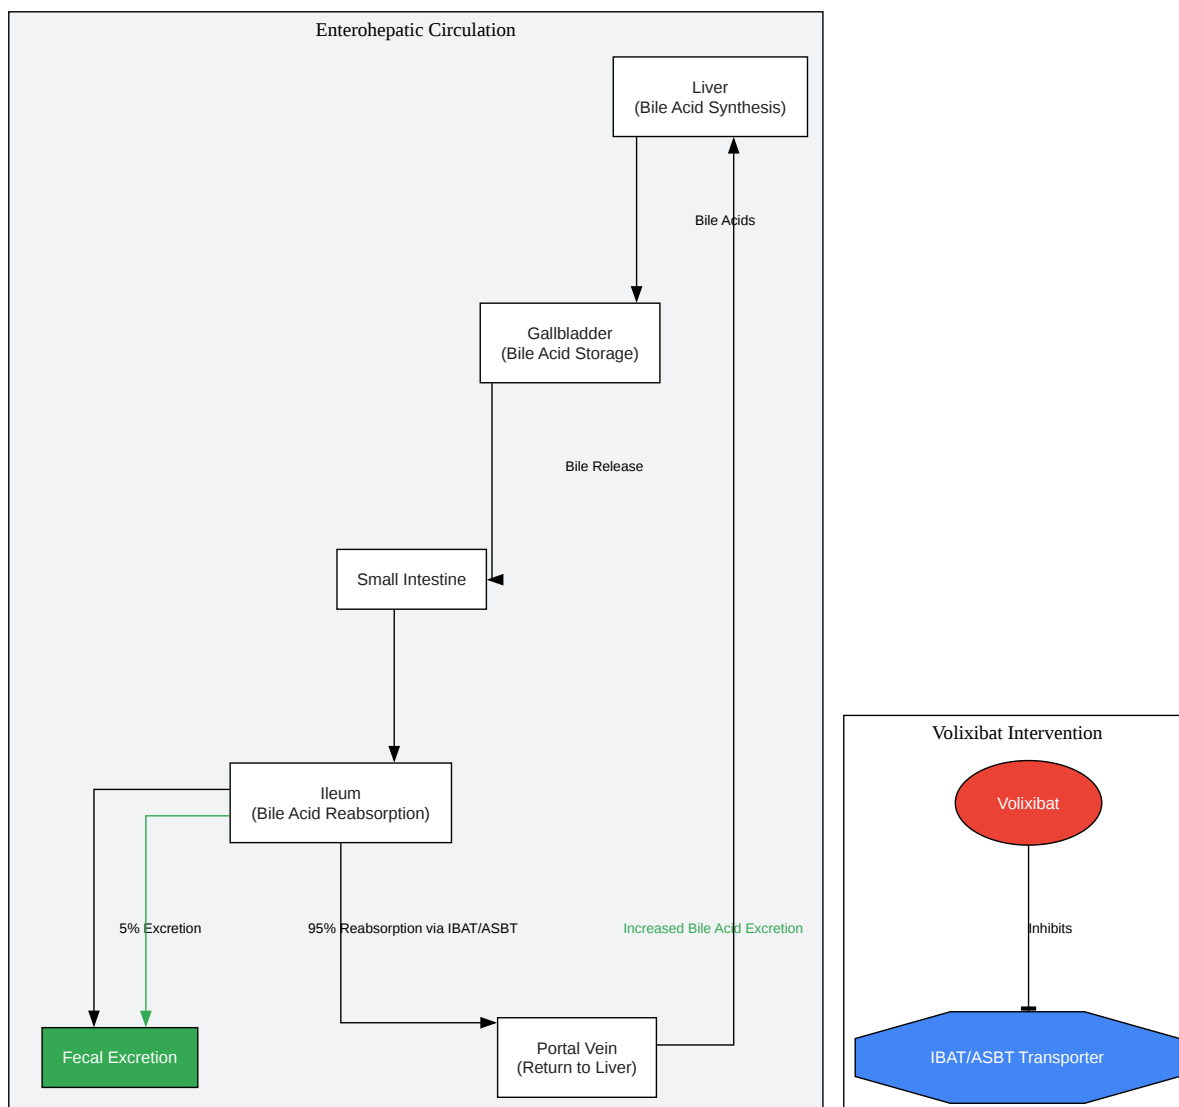 Enterohepatic Circulation
Liver
(Bile Acid Synthesis)
Bile Acids
Gallbladder
(Bile Acid Storage)
Bile Release
Small Intestine
Volixibat Intervention
Ileum
(Bile Acid Reabsorption)
Volixibat
5% Excretion
95% Reabsorption via IBAT/ASBT
Increased Bile Acid Excretion
Inhibits
Fecal Excretion
Portal Vein
(Return to Liver)
IBAT/ASBT Transporter